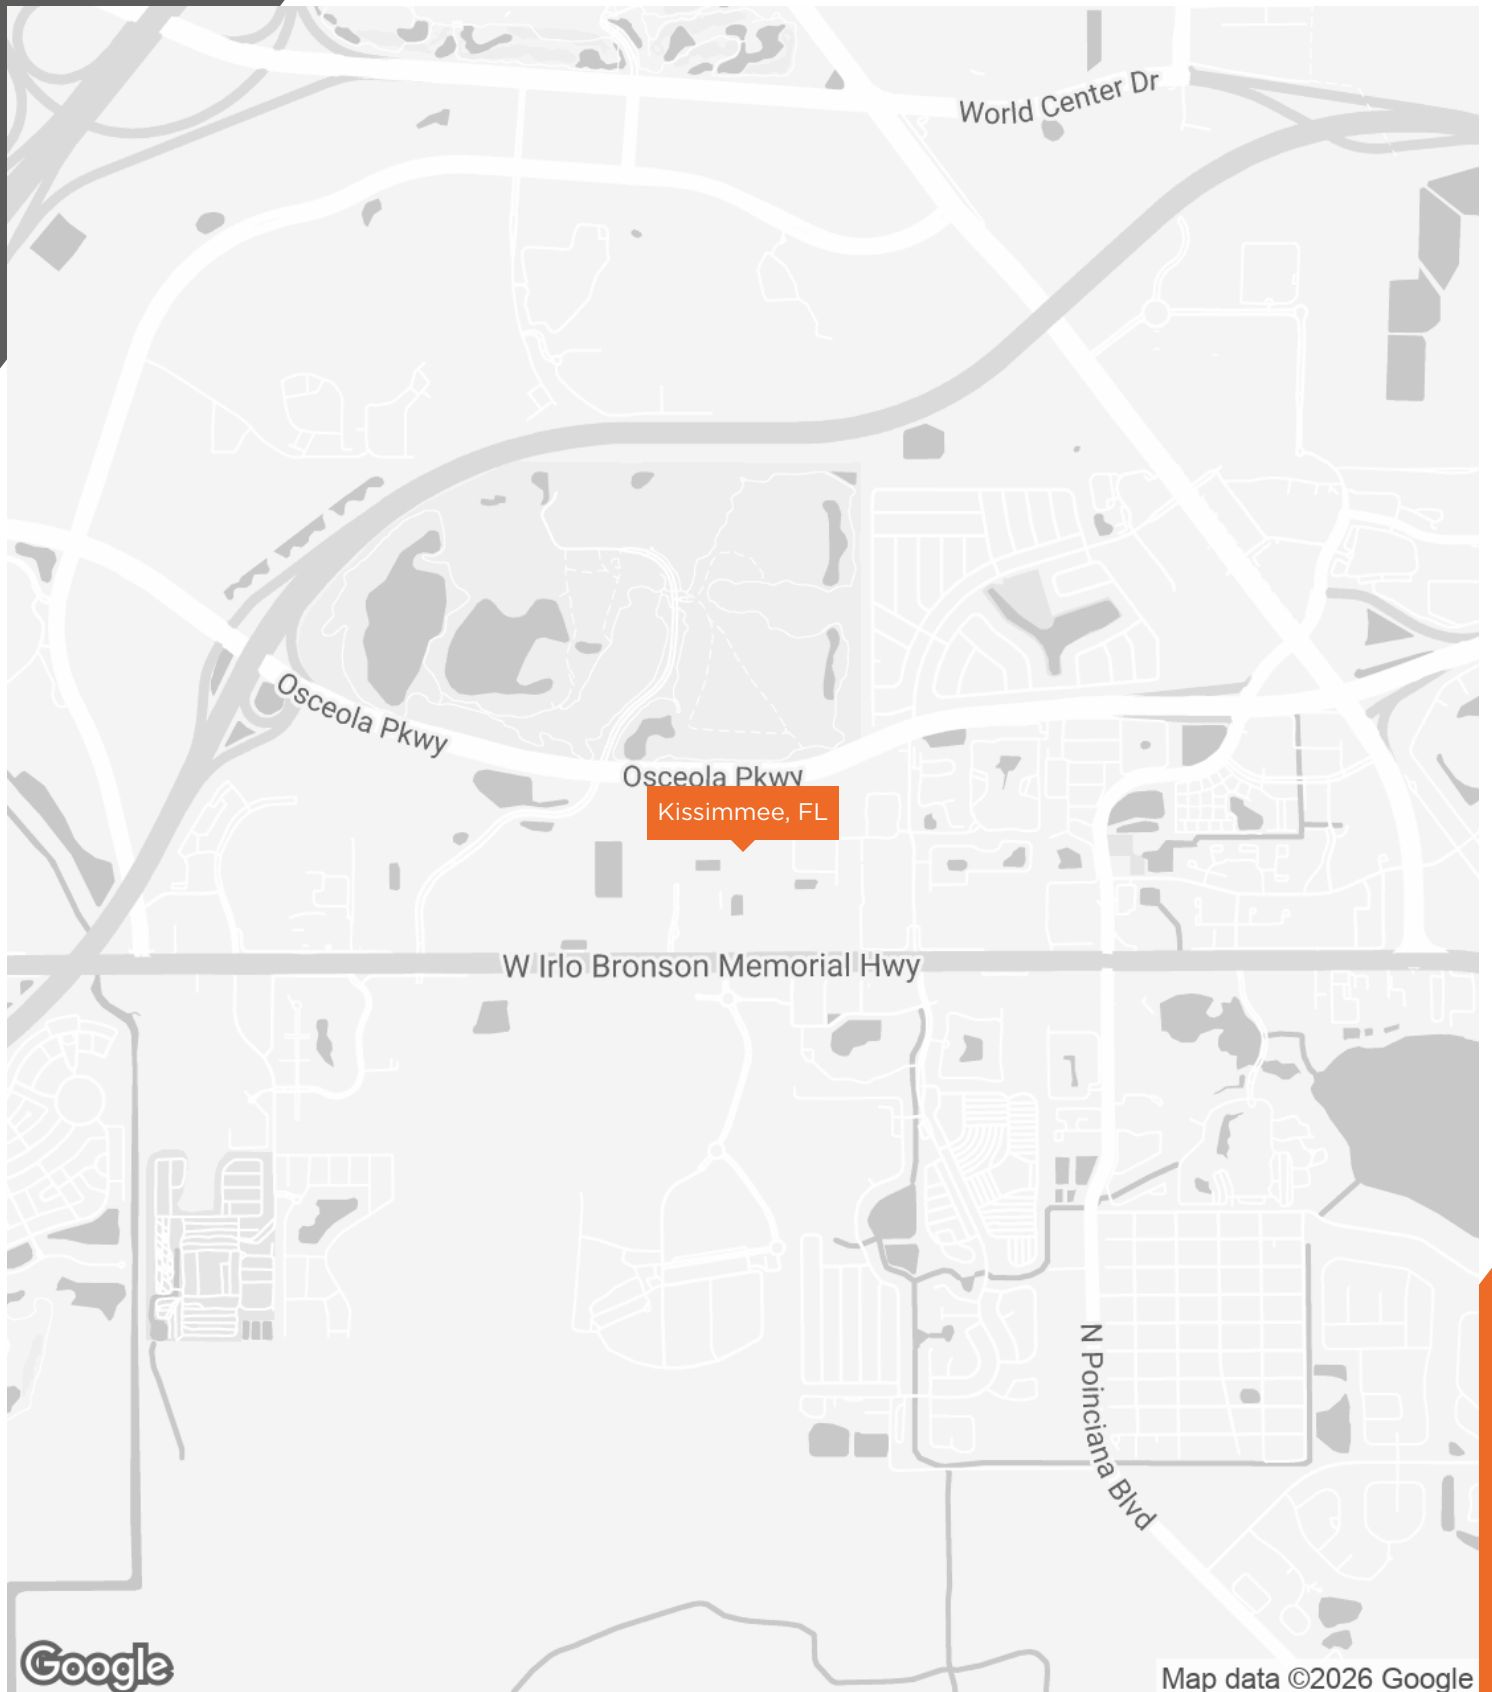 World Center Dr
Osceola Pkwy
Osceola Pkwy
Kissimmee, FL
W Irlo Bronson Memorial Hwy
N Poinciana Blvd
Google
Map data ©2026 Google